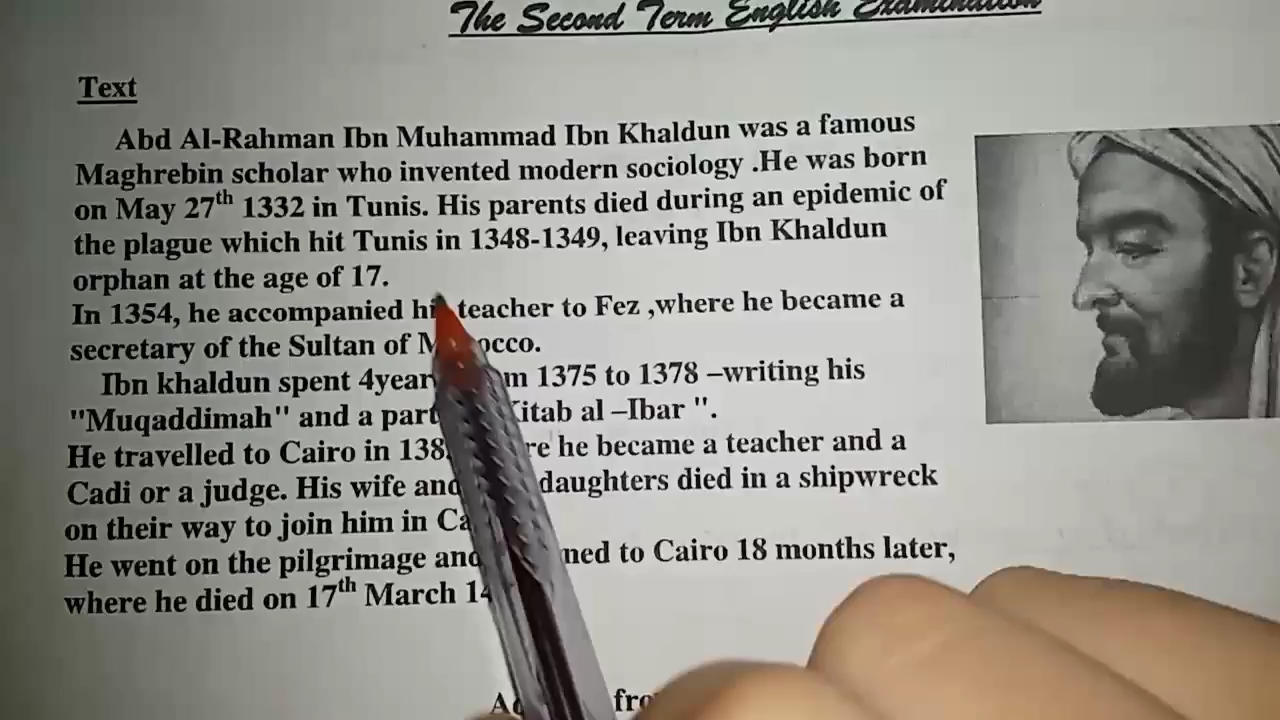 The Second Term English Examination
Text
Abd Al-Rahman Ibn Muhammad Ibn Khaldun was a famous
Maghrebin scholar who invented modern sociology .He was born
on May 27th 1332 in Tunis. His parents died during an epidemic of
the plague which hit Tunis in 1348-1349, leaving Ibn Khaldun
orphan at the age of 17.
In 1354, he accompanied his teacher to Fez ,where he became a
secretary of the Sultan of Morocco.
Ibn khaldun spent 4year 1375 to 1378 –writing his
"Muqaddimah" and a part Kitab al –Ibar ".
He travelled to Cairo in he became a teacher and a
Cadi or a judge. His wife and daughters died in a shipwreck
on their way to join him in
He went on the pilgrimage and to Cairo 18 months later,
where he died on 17th March